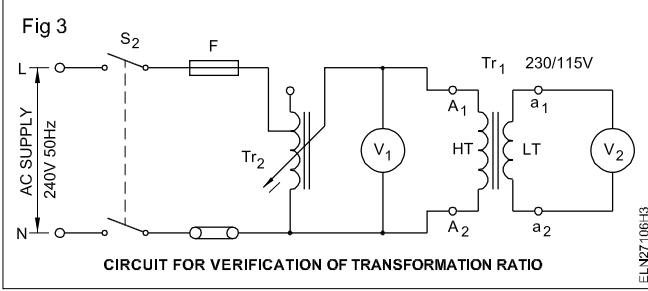 Fig 3
S2
F
L
N
AC SUPPLY
240V 50Hz
Tr2
V1
A1
A2
HT
Tr1 230/115V
LT
a1
a2
V2
CIRCUIT FOR VERIFICATION OF TRANSFORMATION RATIO
ELN27106H3